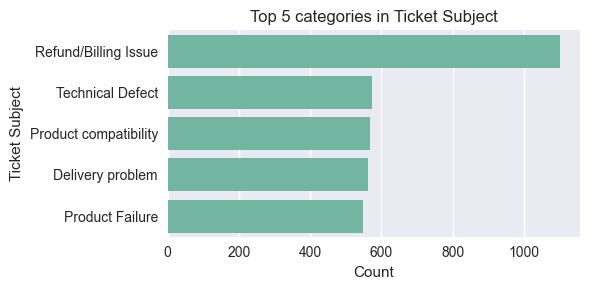 Top 5 categories in Ticket Subject
Ticket Subject
Refund/Billing Issue
Technical Defect
Product compatibility
Delivery problem
Product Failure
0 200 400 600 800 1000
Count